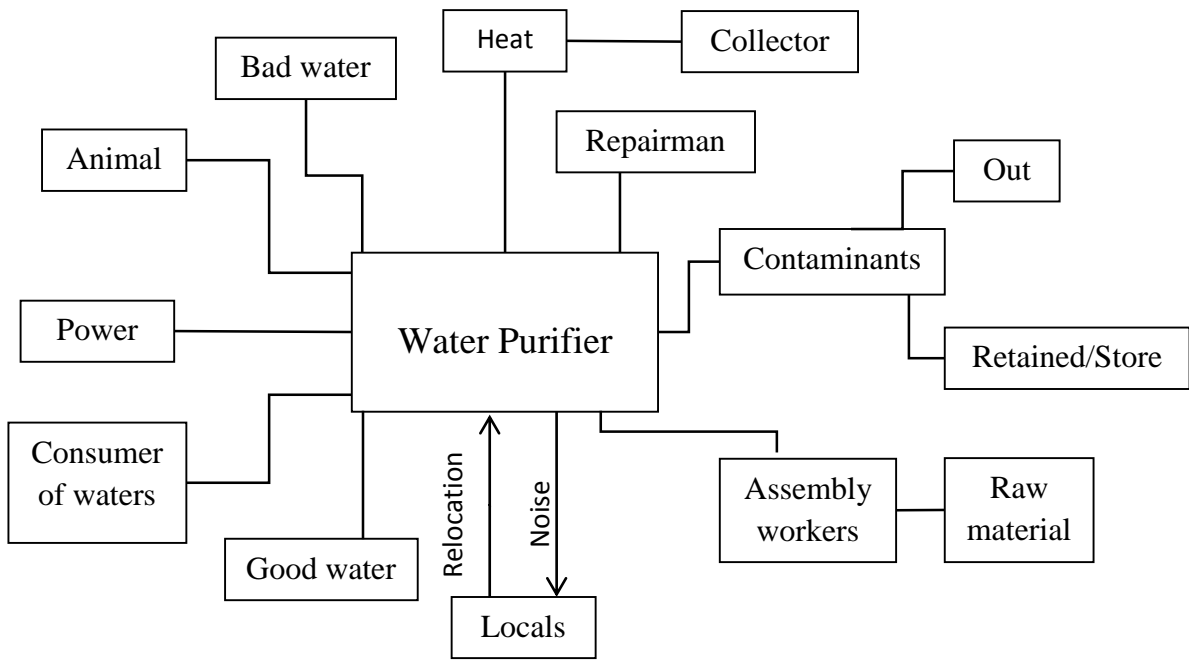 Heat
Collector
Bad water
Repairman
Animal
Out
Contaminants
Power
Water Purifier
Retained/Store
Consumer
of waters
Relocation
Noise
Assembly
workers
Raw
material
Good water
Locals